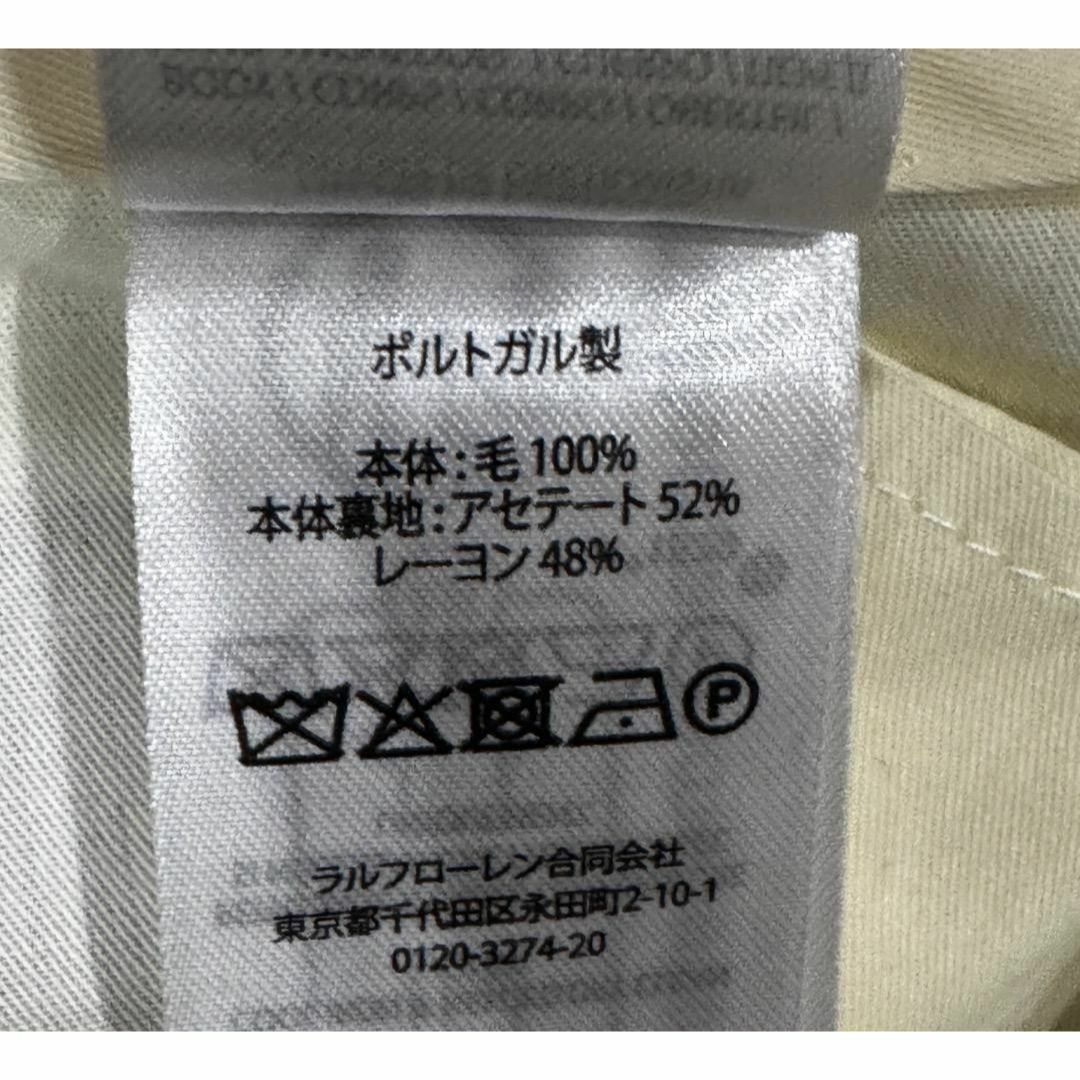 ポルトガル製
本体:毛 100%
本体裏地:アセテート 52%
レーヨン 48%
P
ラルフローレン合同会社
東京都千代田区永田町2-10-1
0120-3274-20